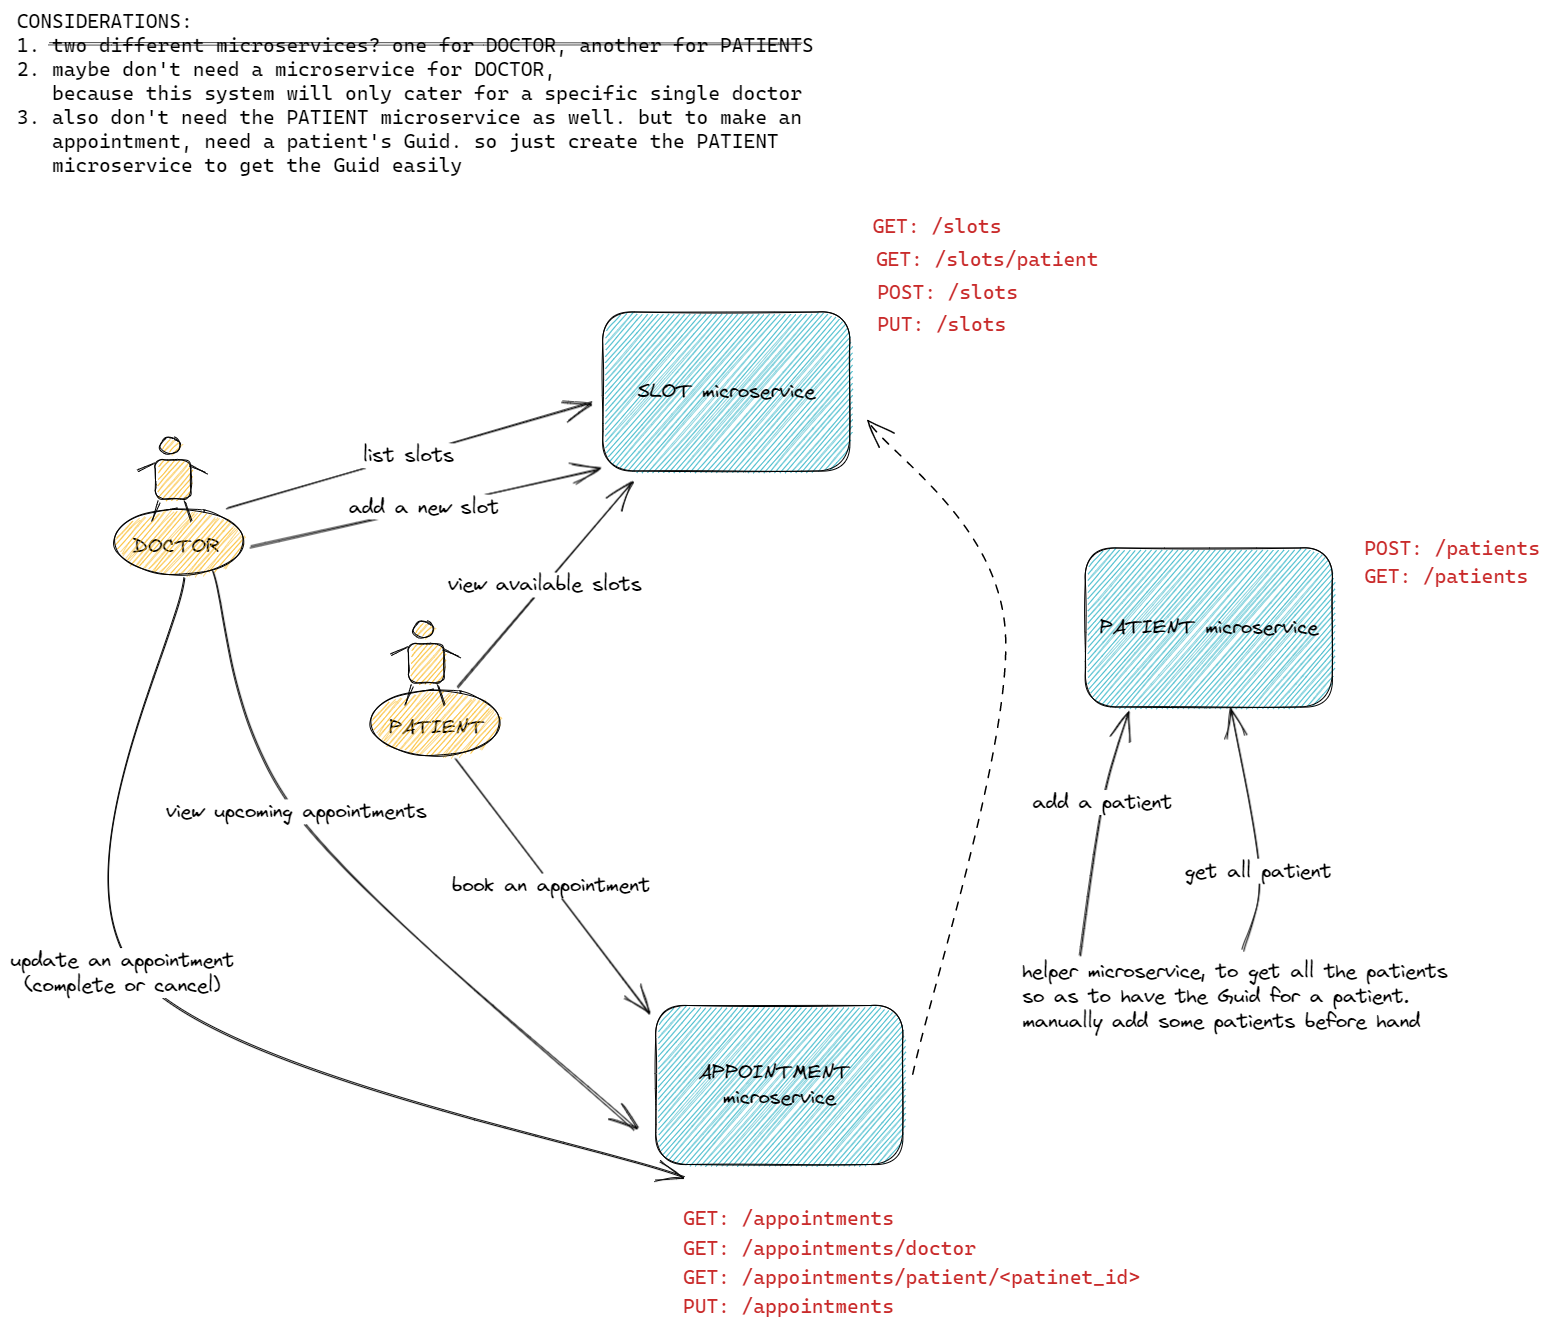 CONSIDERATIONS:
1. two different microservices? one for DOCTOR, another for PATIENTS
2. maybe don't need a microservice for DOCTOR,
because this system will only cater for a specific single doctor
3. also don't need the PATIENT microservice as well. but to make an
appointment, need a patient's Guid. so just create the PATIENT
microservice to get the Guid easily
GET: /slots
GET: /slots/patient
POST: /slots
PUT: /slots
SLOT microservice
list slots
add a new slot
DOCTOR
view available slots
POST: /patients
GET: /patients
PATIENT microservice
PATIENT
add a patient
view upcoming appointments
get all patient
book an appointment
update an appointment
(complete or cancel)
helper microservice, to get all the patients
so as to have the Guid for a patient.
manually add some patients before hand
APPOINTMENT
microservice
GET: /appointments
GET: /appointments/doctor
GET: /appointments/patient/<patinet_id>
PUT: /appointments